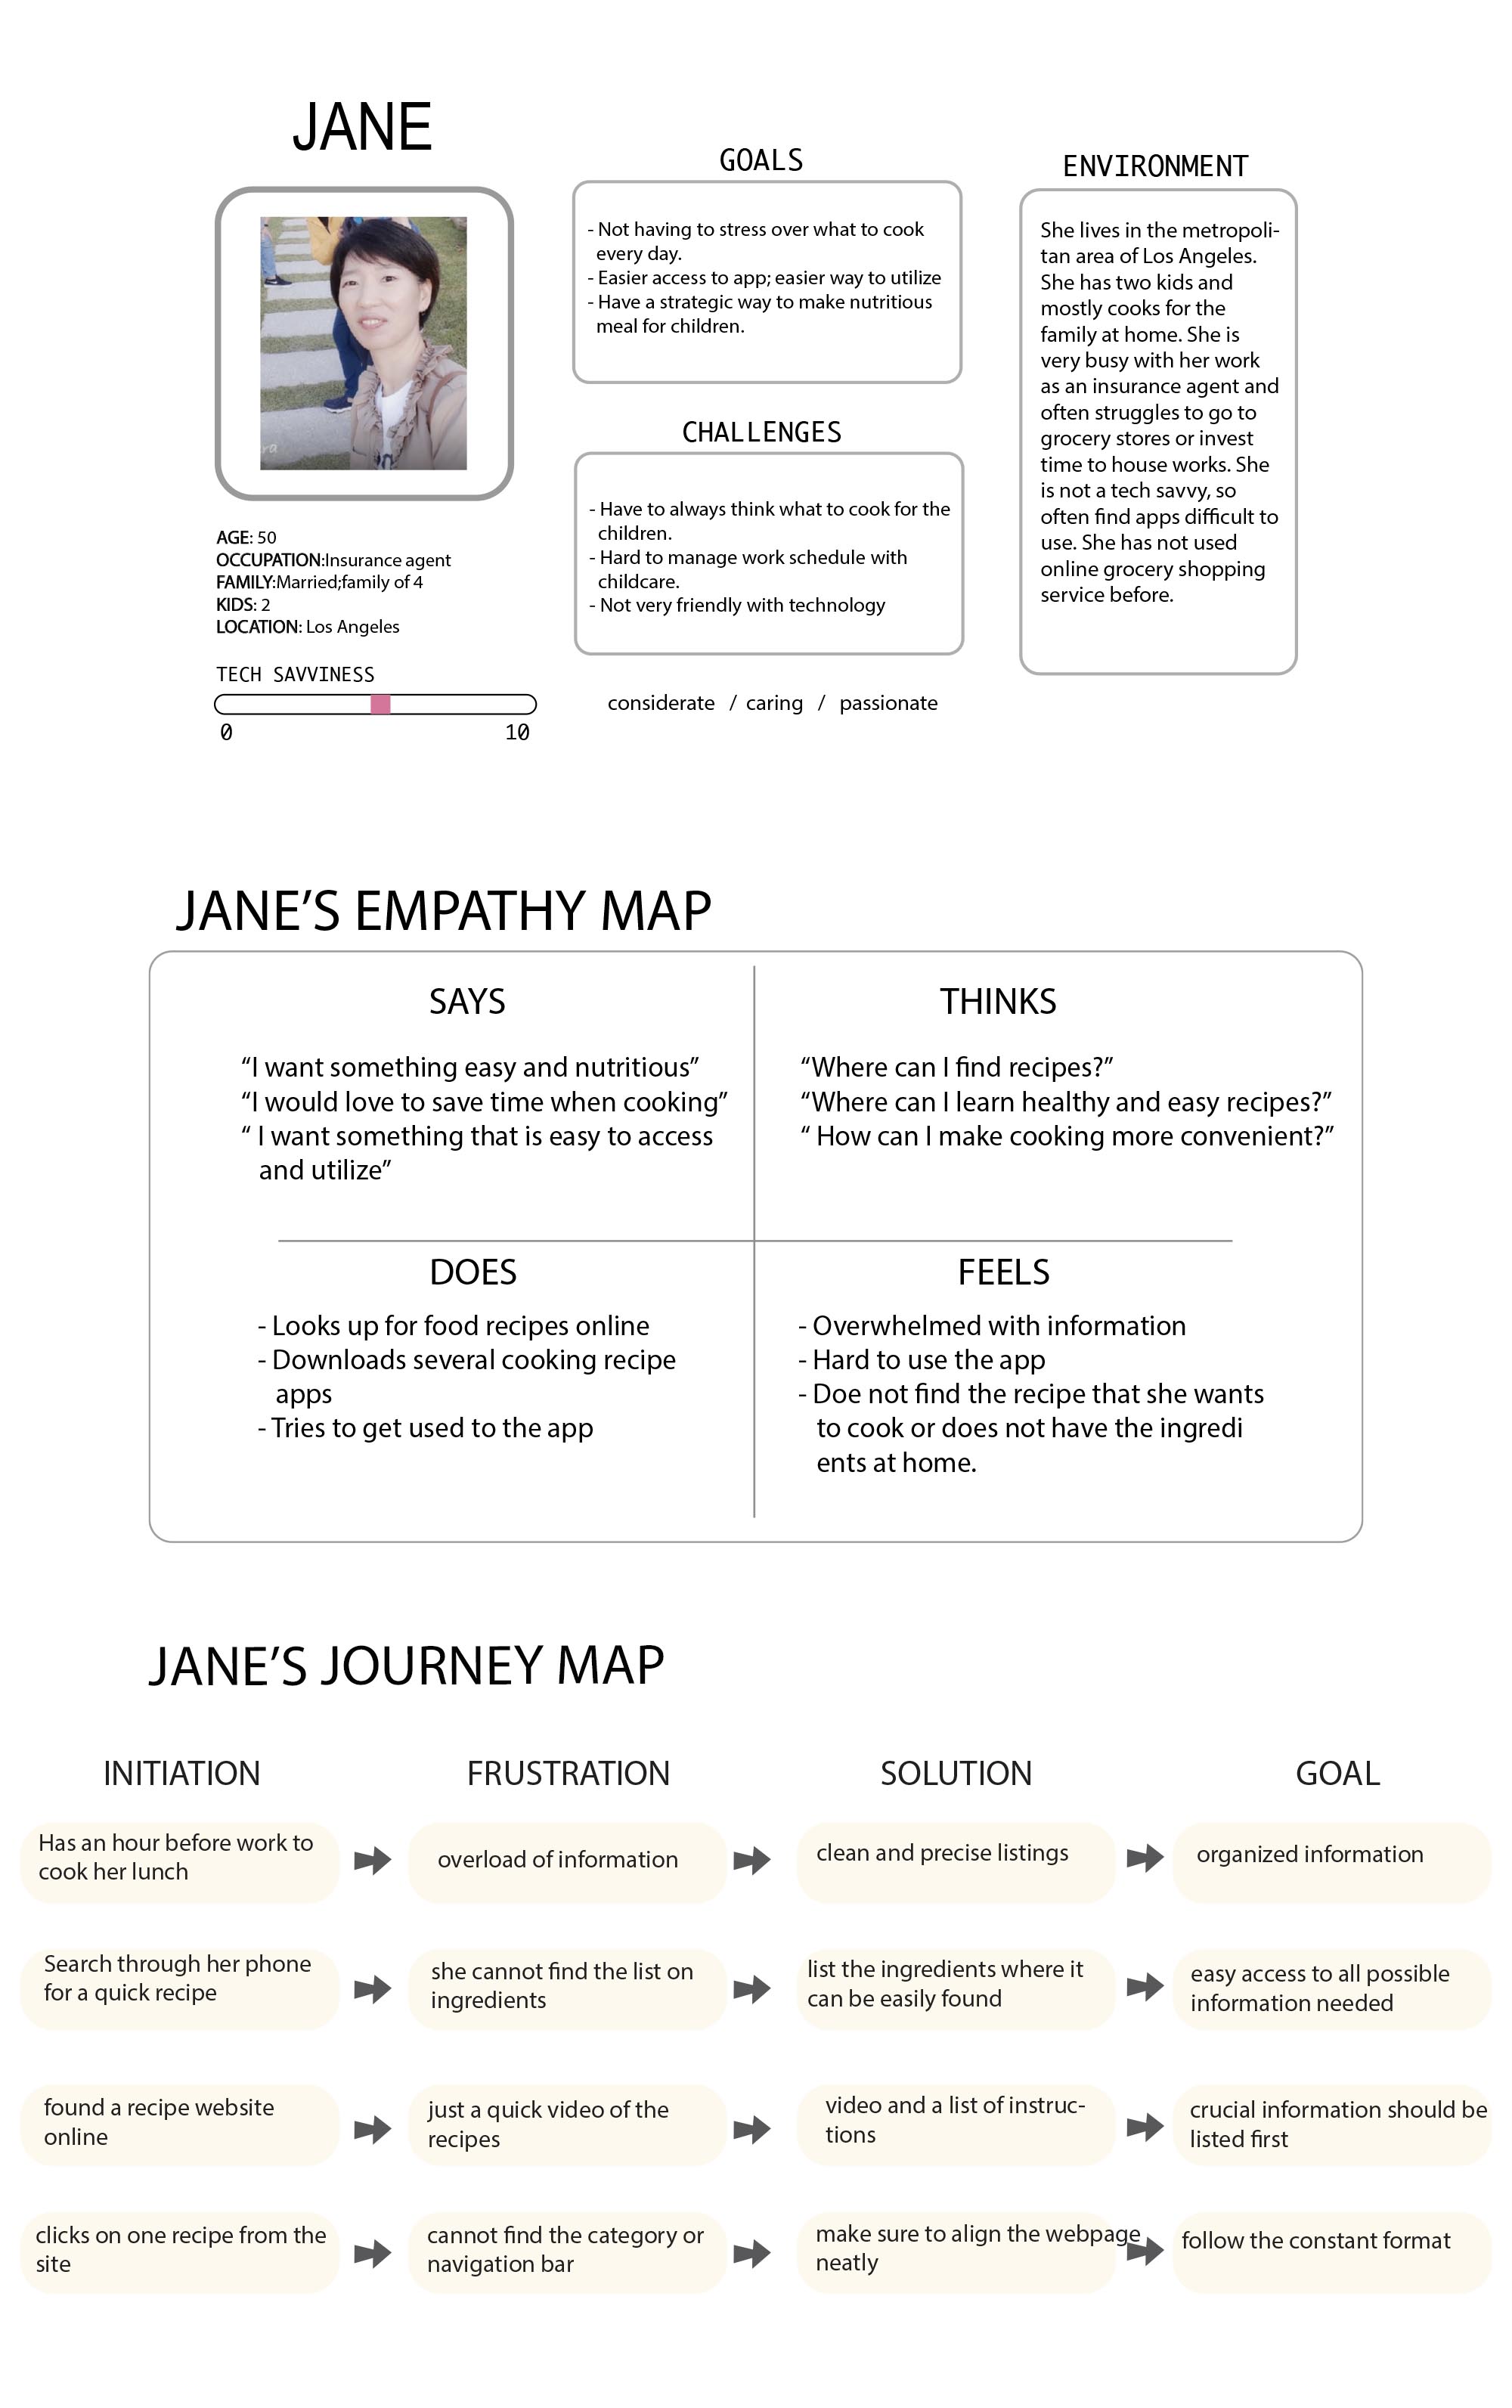 JANE
AGE: 50
OCCUPATION:Insurance agent
FAMILY:Married;family of 4
KIDS: 2
LOCATION: Los Angeles
TECH SAVVINESS
0
10
GOALS
- Not having to stress over what to cook
every day.
- Easier access to app; easier way to utilize
- Have a strategic way to make nutritious
meal for children.
CHALLENGES
- Have to always think what to cook for the
children.
- Hard to manage work schedule with
childcare.
- Not very friendly with technology
considerate / caring / passionate
ENVIRONMENT
She lives in the metropoli-
tan area of Los Angeles.
She has two kids and
mostly cooks for the
family at home. She is
very busy with her work
as an insurance agent and
often struggles to go to
grocery stores or invest
time to house works. She
is not a tech savvy, so
often find apps difficult to
use. She has not used
online grocery shopping
service before.
JANE’S EMPATHY MAP
SAYS
“I want something easy and nutritious”
“I would love to save time when cooking”
“ I want something that is easy to access
and utilize”
THINKS
“Where can I find recipes?”
“Where can I learn healthy and easy recipes?”
“ How can I make cooking more convenient?”
DOES
- Looks up for food recipes online
- Downloads several cooking recipe
apps
- Tries to get used to the app
FEELS
- Overwhelmed with information
- Hard to use the app
- Doe not find the recipe that she wants
to cook or does not have the ingredi
ents at home.
JANE’S JOURNEY MAP
INITIATION
FRUSTRATION
SOLUTION
GOAL
Has an hour before work to
cook her lunch
overload of information
clean and precise listings
organized information
Search through her phone
for a quick recipe
she cannot find the list on
ingredients
list the ingredients where it
can be easily found
easy access to all possible
information needed
found a recipe website
online
just a quick video of the
recipes
video and a list of instruc-
tions
crucial information should be
listed first
clicks on one recipe from the
site
cannot find the category or
navigation bar
make sure to align the webpage
neatly
follow the constant format